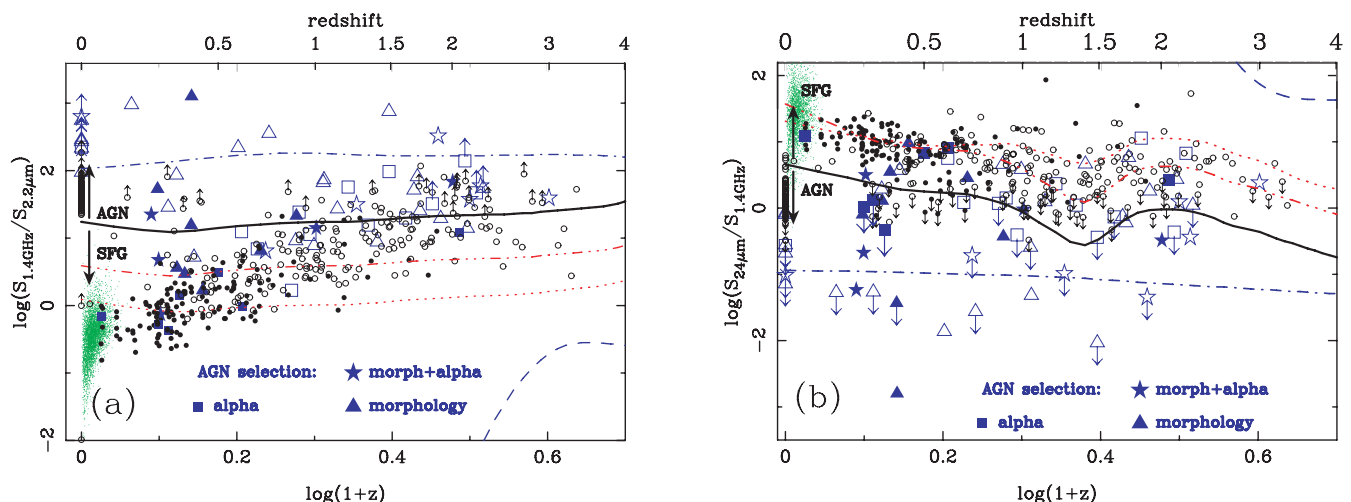 redshift
0 0.5 1 1.5 2 3 4
log(S1.4GHz/S2.2μm)
2
0
-2
AGN
SFG
AGN selection:
morph+alpha
alpha
morphology
(a)
0 0.2 0.4 0.6
log(1+z)
redshift
0 0.5 1 1.5 2 3 4
log(S24μm/S1.4GHz)
2
0
-2
SFG
AGN
AGN selection:
morph+alpha
alpha
morphology
(b)
0 0.2 0.4 0.6
log(1+z)